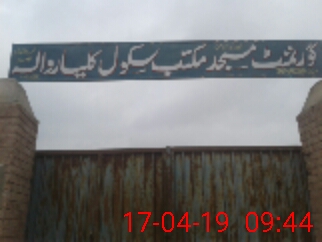 گورنمنٹ مسجد مکتب سکول کلیار والہ
17-04-19 09:44